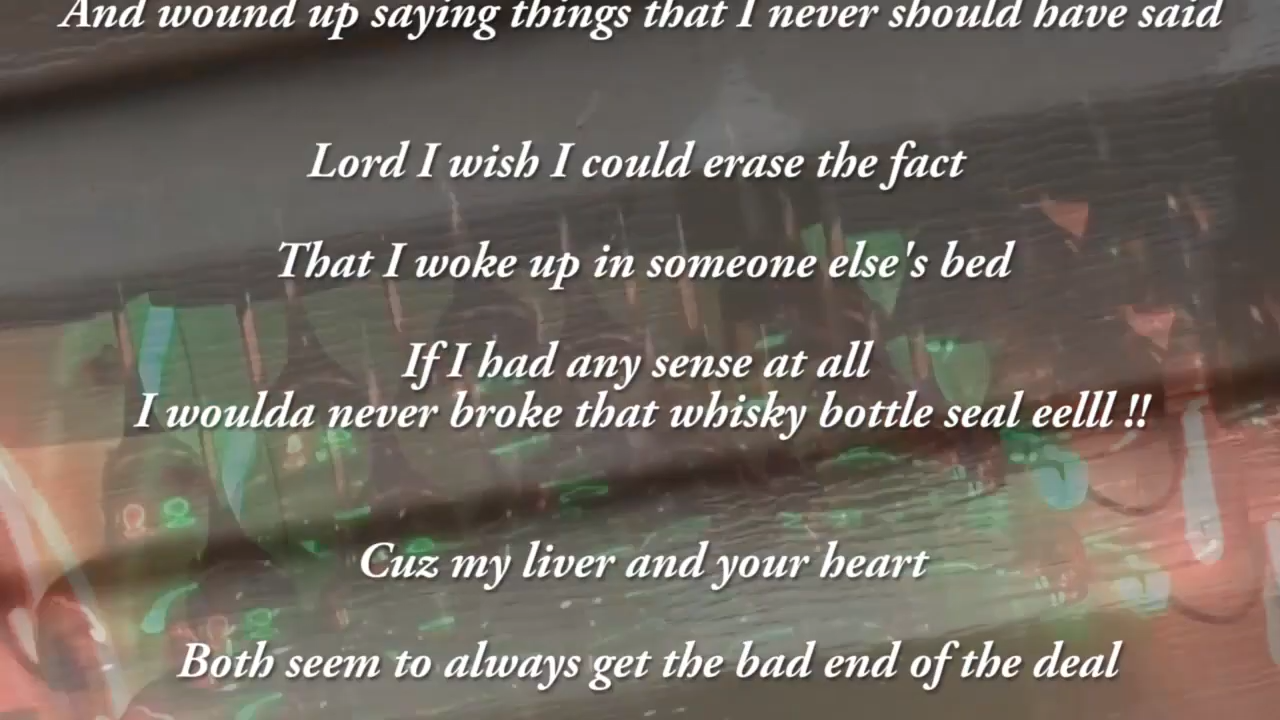 And wound up saying things that I never should have said
Lord I wish I could erase the fact
That I woke up in someone else's bed
If I had any sense at all
I woulda never broke that whisky bottle seal eelll !!
Cuz my liver and your heart
Both seem to always get the bad end of the deal